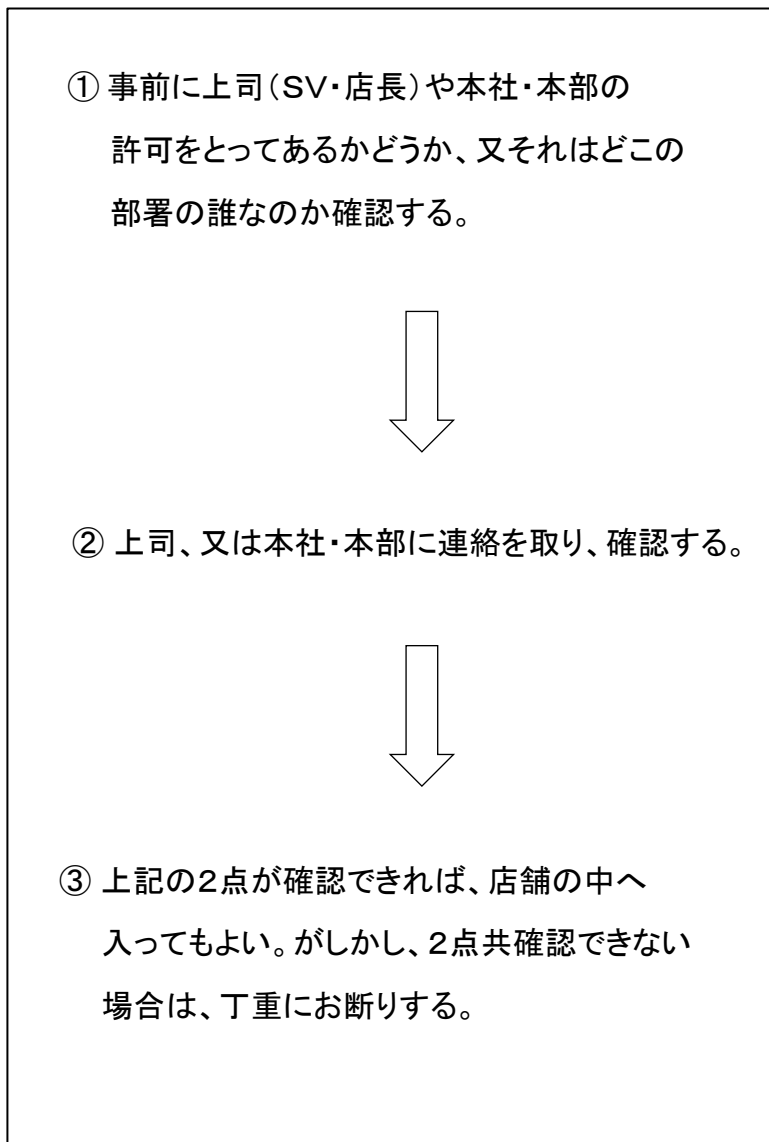 ① 事前に上司（ＳＶ・店長）や本社・本部の
許可をとってあるかどうか、又それはどこの
部署の誰なのか確認する。
② 上司、又は本社・本部に連絡を取り、確認する。
③ 上記の２点が確認できれば、店舗の中へ
入ってもよい。がしかし、２点共確認できない
場合は、丁重にお断りする。